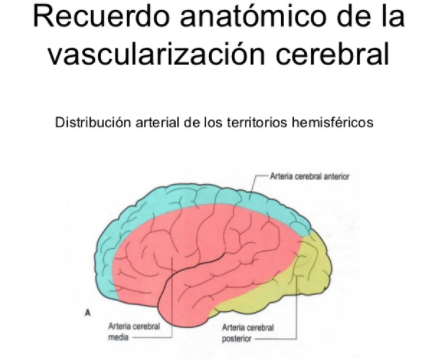 Recuerdo anatómico de la
vascularización cerebral
Distribución arterial de los territorios hemisféricos
Arteria cerebral anterior
A
Arteria cerebral
media
Arteria cerebral
posterior